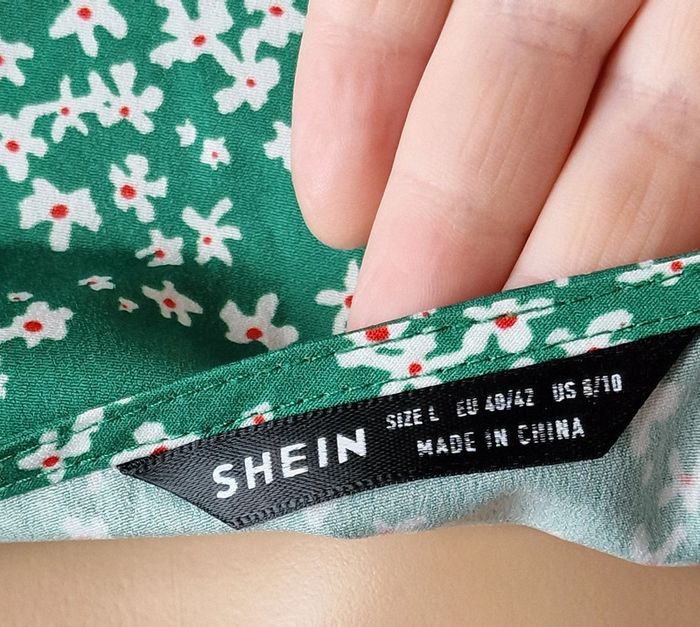 SHEIN
SIZE L EU 40/42 US 8/10
MADE IN CHINA